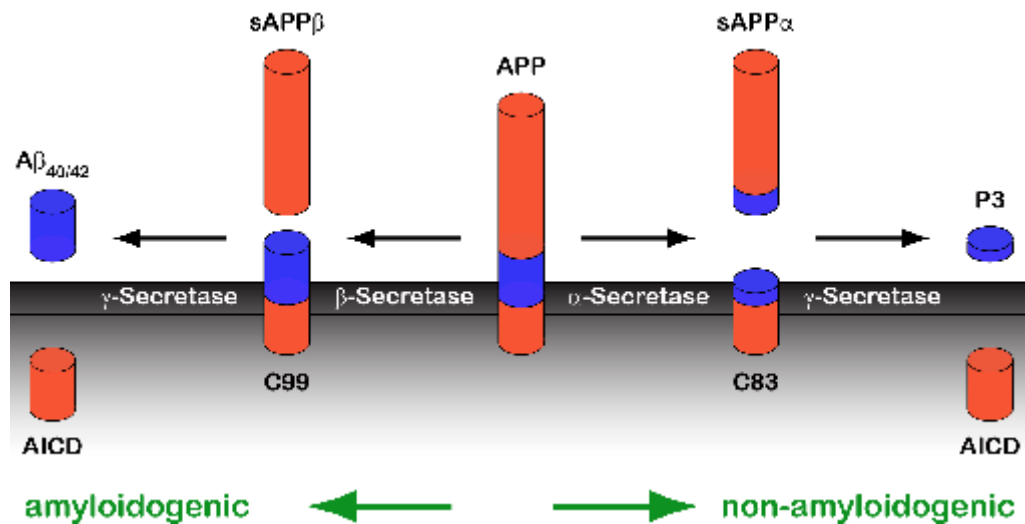 sAPPβ
sAPPα
APP
Aβ40/42
P3
γ-Secretase
β-Secretase
α-Secretase
γ-Secretase
C99
C83
AICD
AICD
amyloidogenic
non-amyloidogenic